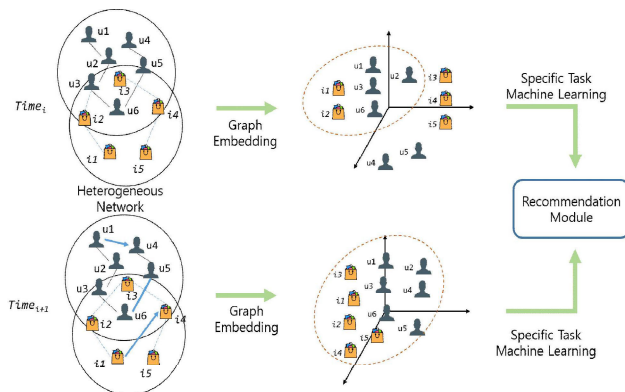 u1
u4
u2
u5
u3
i3
Time_i
i2
u6
i4
i1
i5
Graph
Embedding
u1
u2
i3
i1
u3
i4
i2
u6
i5
u5
u4
Specific Task
Machine Learning
Heterogeneous
Network
Recommendation
Module
u1
u4
u2
u5
u3
i3
Time_i+1
i2
u6
i4
i1
i5
Graph
Embedding
u1
u2
i3
u3
u4
i1
i2
u6
i5
u5
i4
Specific Task
Machine Learning